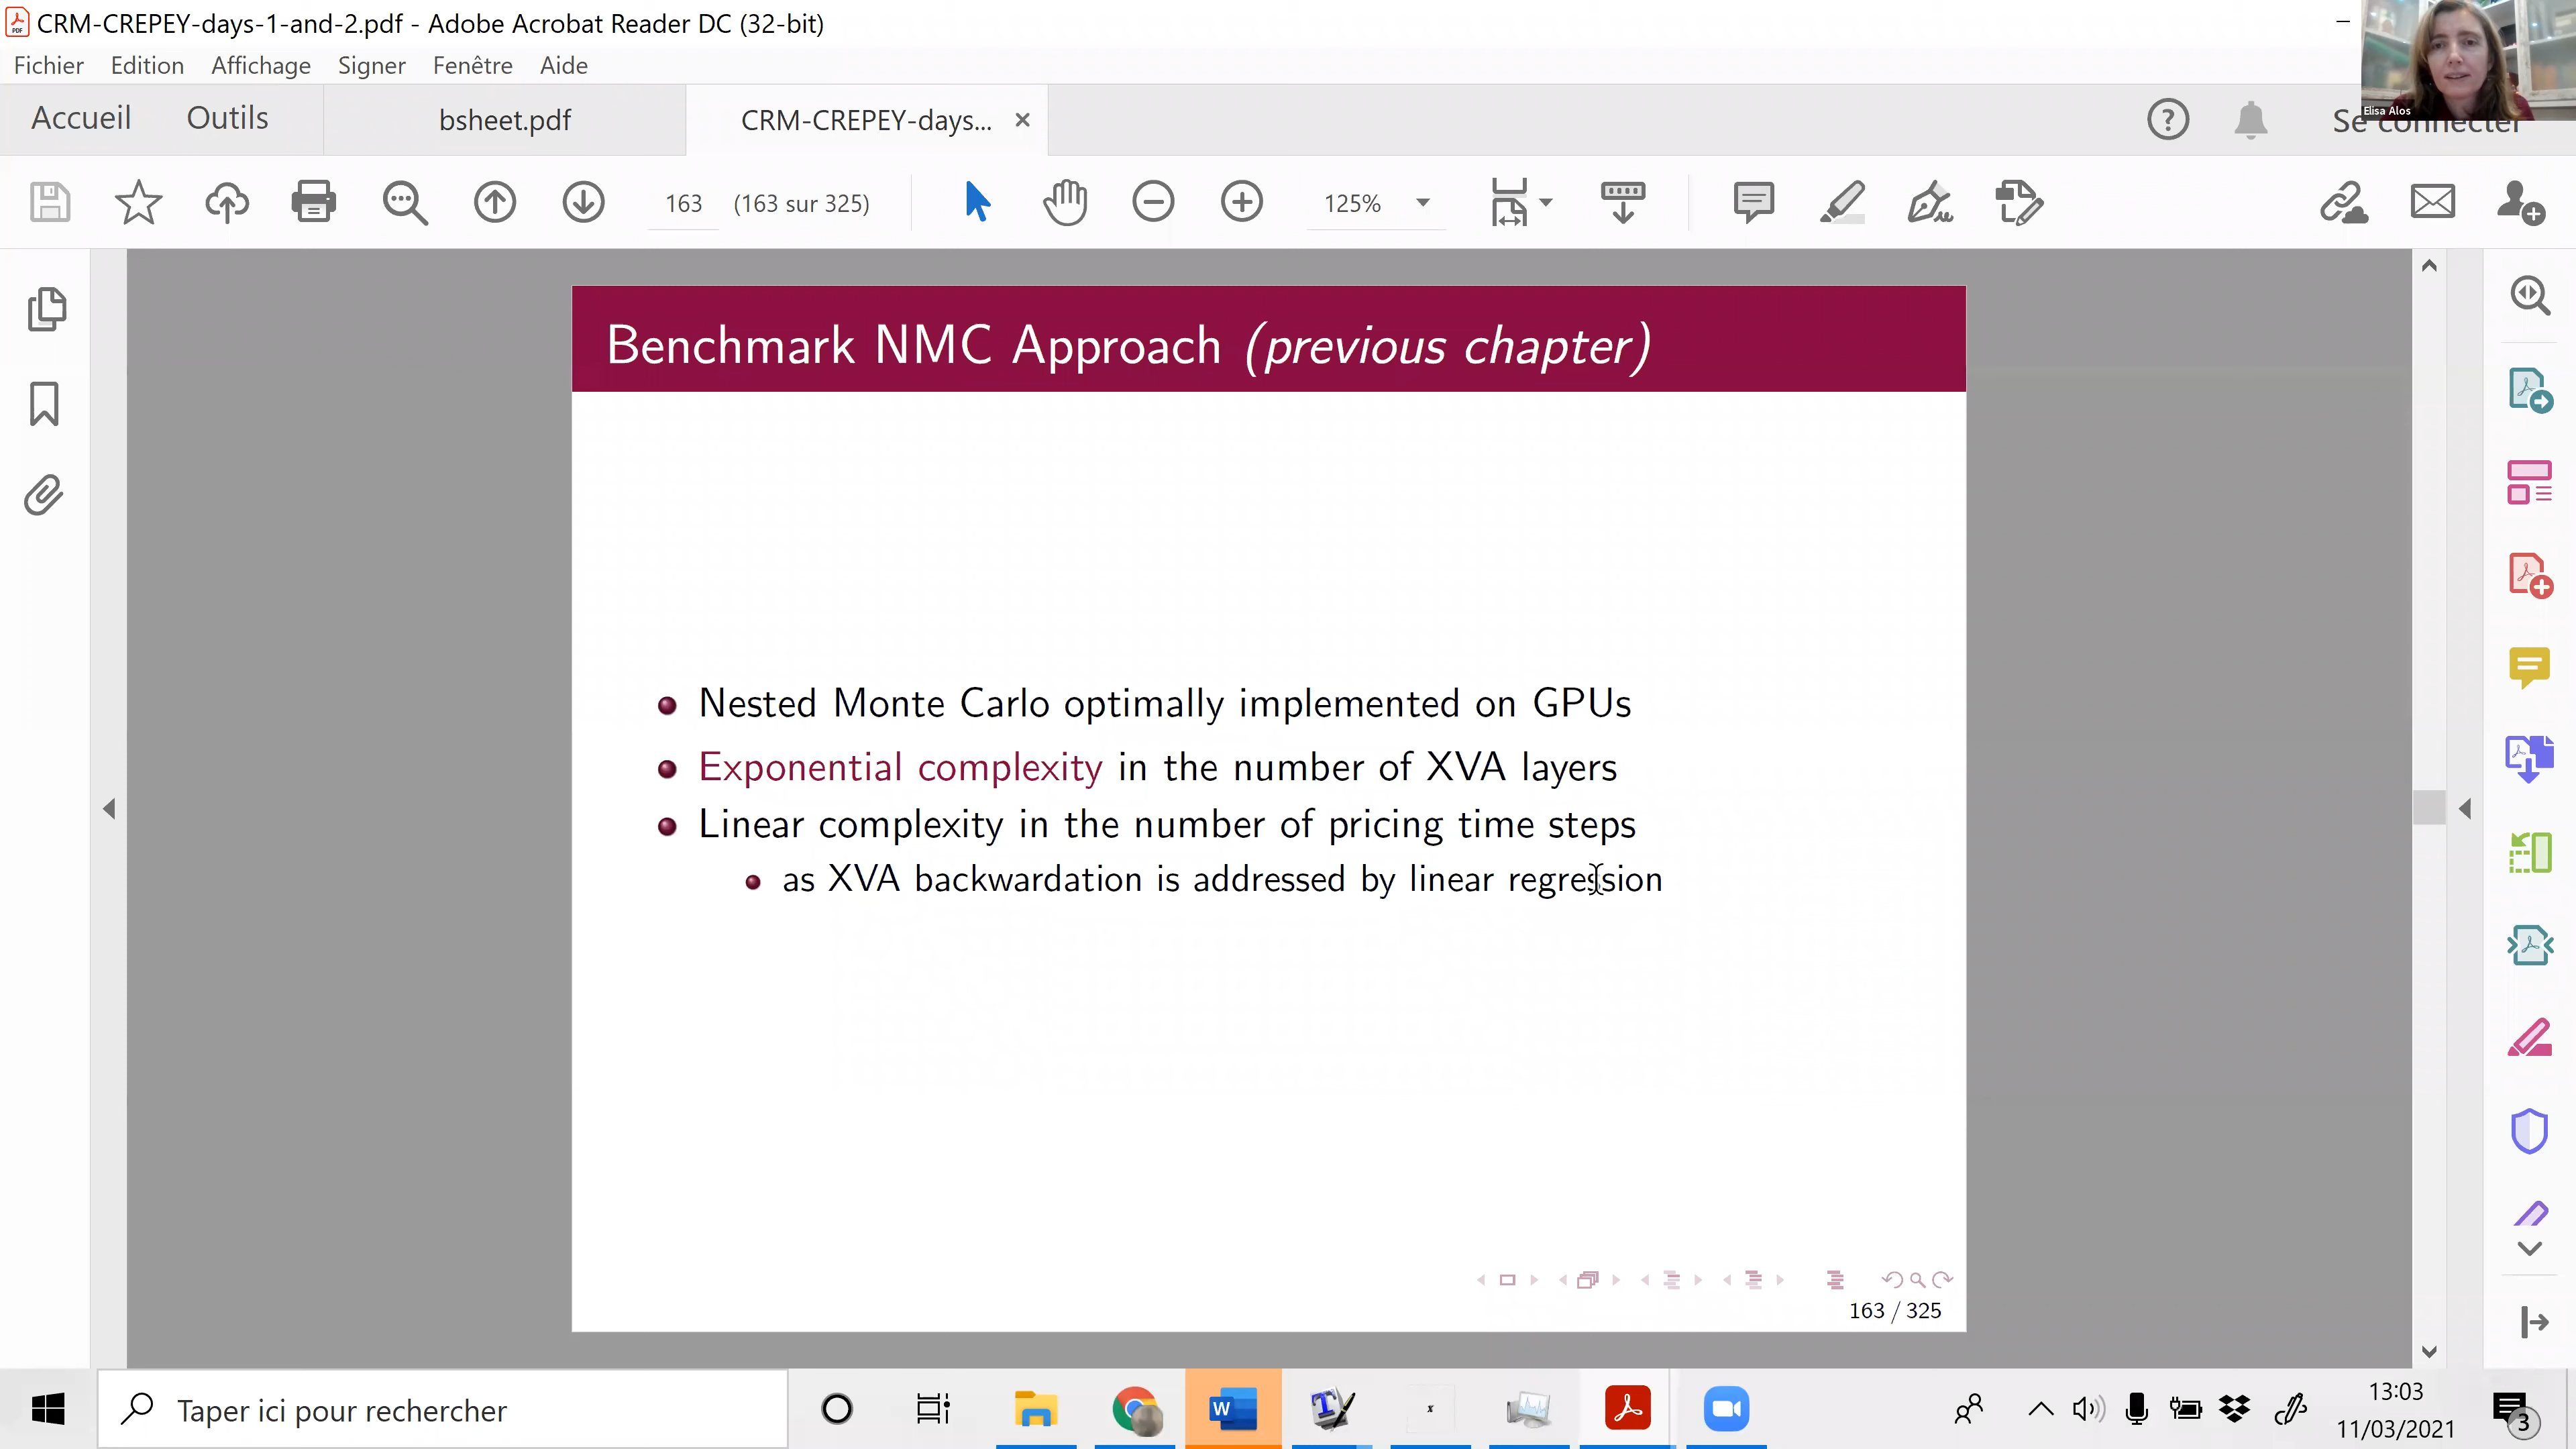 CRM-CREPEY-days-1-and-2.pdf - Adobe Acrobat Reader DC (32-bit)
Fichier Edition Affichage Signer Fenêtre Aide
Elisa Alos
Accueil Outils bsheet.pdf CRM-CREPEY-days... Se connecter
163 (163 sur 325) 125%
Benchmark NMC Approach (previous chapter)
Nested Monte Carlo optimally implemented on GPUs
Exponential complexity in the number of XVA layers
Linear complexity in the number of pricing time steps
as XVA backwardation is addressed by linear regression
163 / 325
Taper ici pour rechercher
13:03
11/03/2021
3